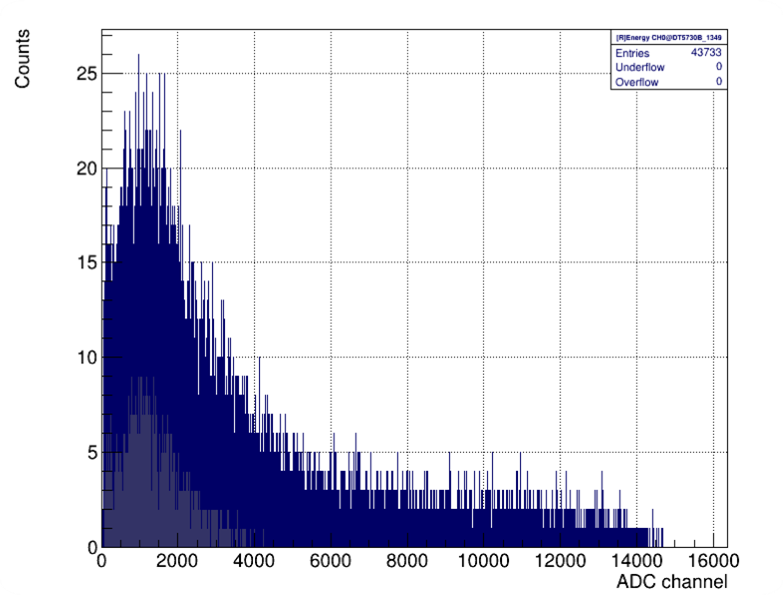 Counts
[R]Energy CH0@DT5730B_1349
Entries 43733
Underflow 0
Overflow 0
25
20
15
10
5
0
0 2000 4000 6000 8000 10000 12000 14000 16000
ADC channel